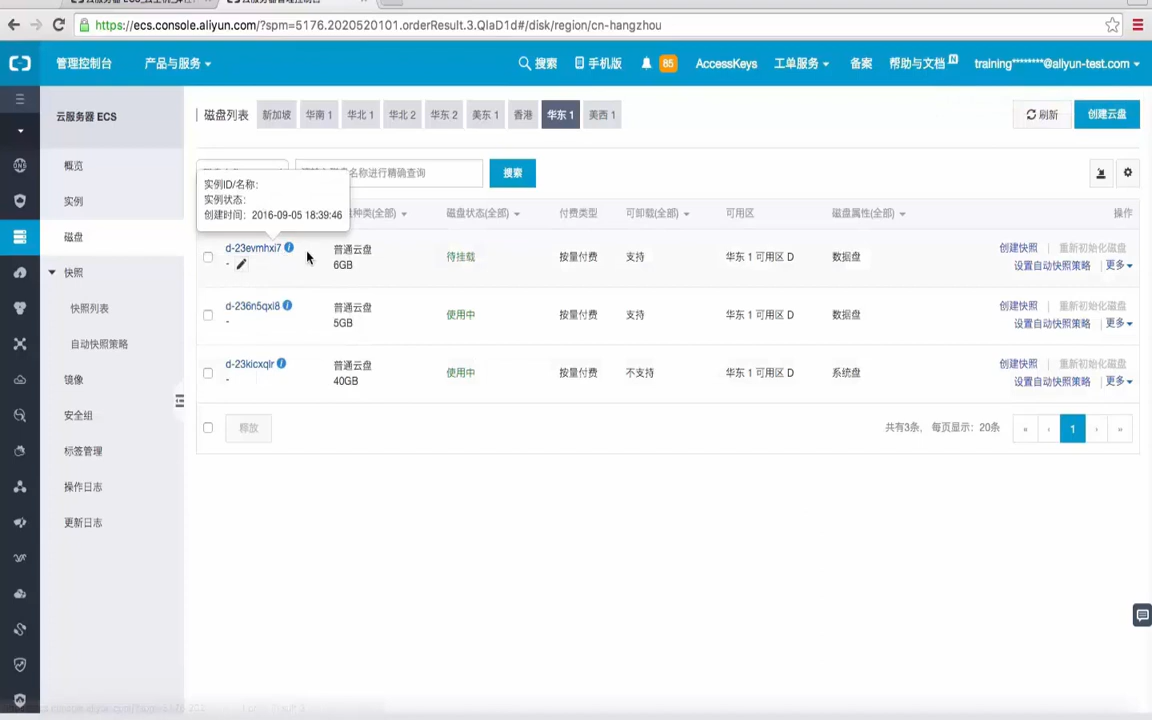 https://ecs.console.aliyun.com/?spm=5176.2020520101.orderResult.3.QlaD1d#/disk/region/cn-hangzhou
管理控制台 产品与服务 搜索 手机版 85 AccessKeys 工单服务 备案 帮助与文档 N training********@aliyun-test.com
云服务器 ECS
磁盘列表 新加坡 华南 1 华北 1 华北 2 华东 2 美东 1 香港 华东 1 美西 1 刷新 创建云盘
概览
实例
磁盘
快照
快照列表
自动快照策略
镜像
安全组
标签管理
操作日志
更新日志
名称进行精确查询 搜索
实例ID/名称:
实例状态:
创建时间: 2016-09-05 18:39:46
种类(全部) 磁盘状态(全部) 付费类型 可卸载(全部) 可用区 磁盘属性(全部) 操作
d-23evmhxi7 普通云盘 待挂载 按量付费 支持 华东 1 可用区 D 数据盘 创建快照 | 重新初始化磁盘
- 6GB 设置自动快照策略 | 更多
d-236n5qxi8 普通云盘 使用中 按量付费 支持 华东 1 可用区 D 数据盘 创建快照 | 重新初始化磁盘
- 5GB 设置自动快照策略 | 更多
d-23kicxqlr 普通云盘 使用中 按量付费 不支持 华东 1 可用区 D 系统盘 创建快照 | 重新初始化磁盘
- 40GB 设置自动快照策略 | 更多
释放 共有3条, 每页显示: 20条 « ‹ 1 › »